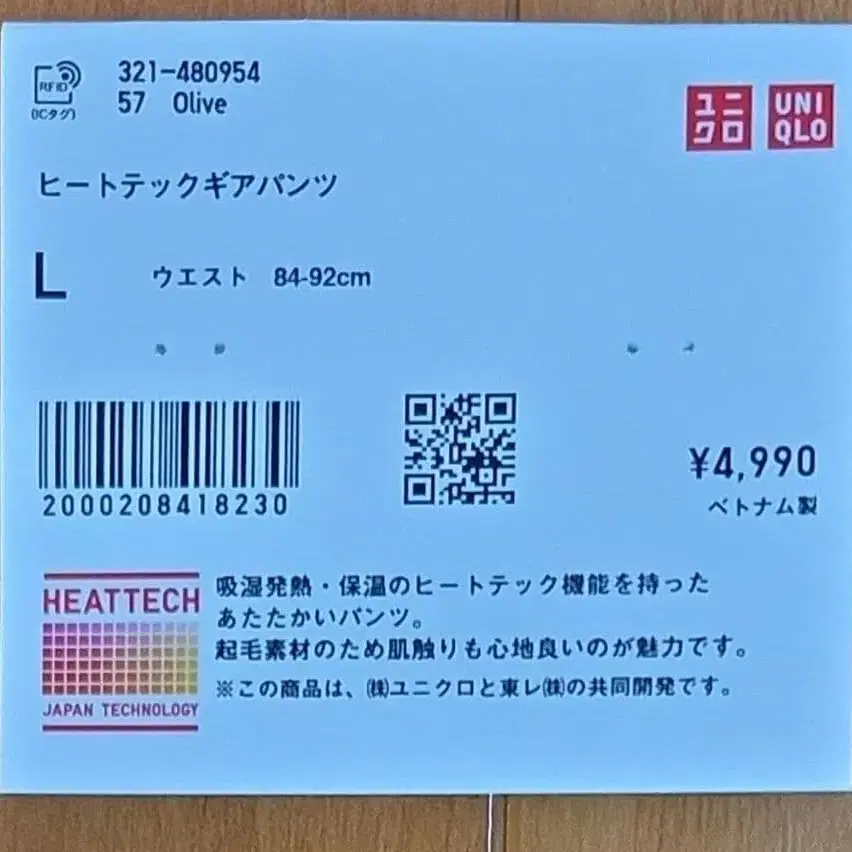 RFID
(ICタグ)
321-480954
57 Olive
ユニクロ
UNIQLO
ヒートテックギアパンツ
L ウエスト 84-92cm
2000208418230
¥4,990
ベトナム製
HEATTECH
JAPAN TECHNOLOGY
吸湿発熱・保温のヒートテック機能を持った
あたたかいパンツ。
起毛素材のため肌触りも心地良いのが魅力です。
※この商品は、㈱ユニクロと東レ㈱の共同開発です。